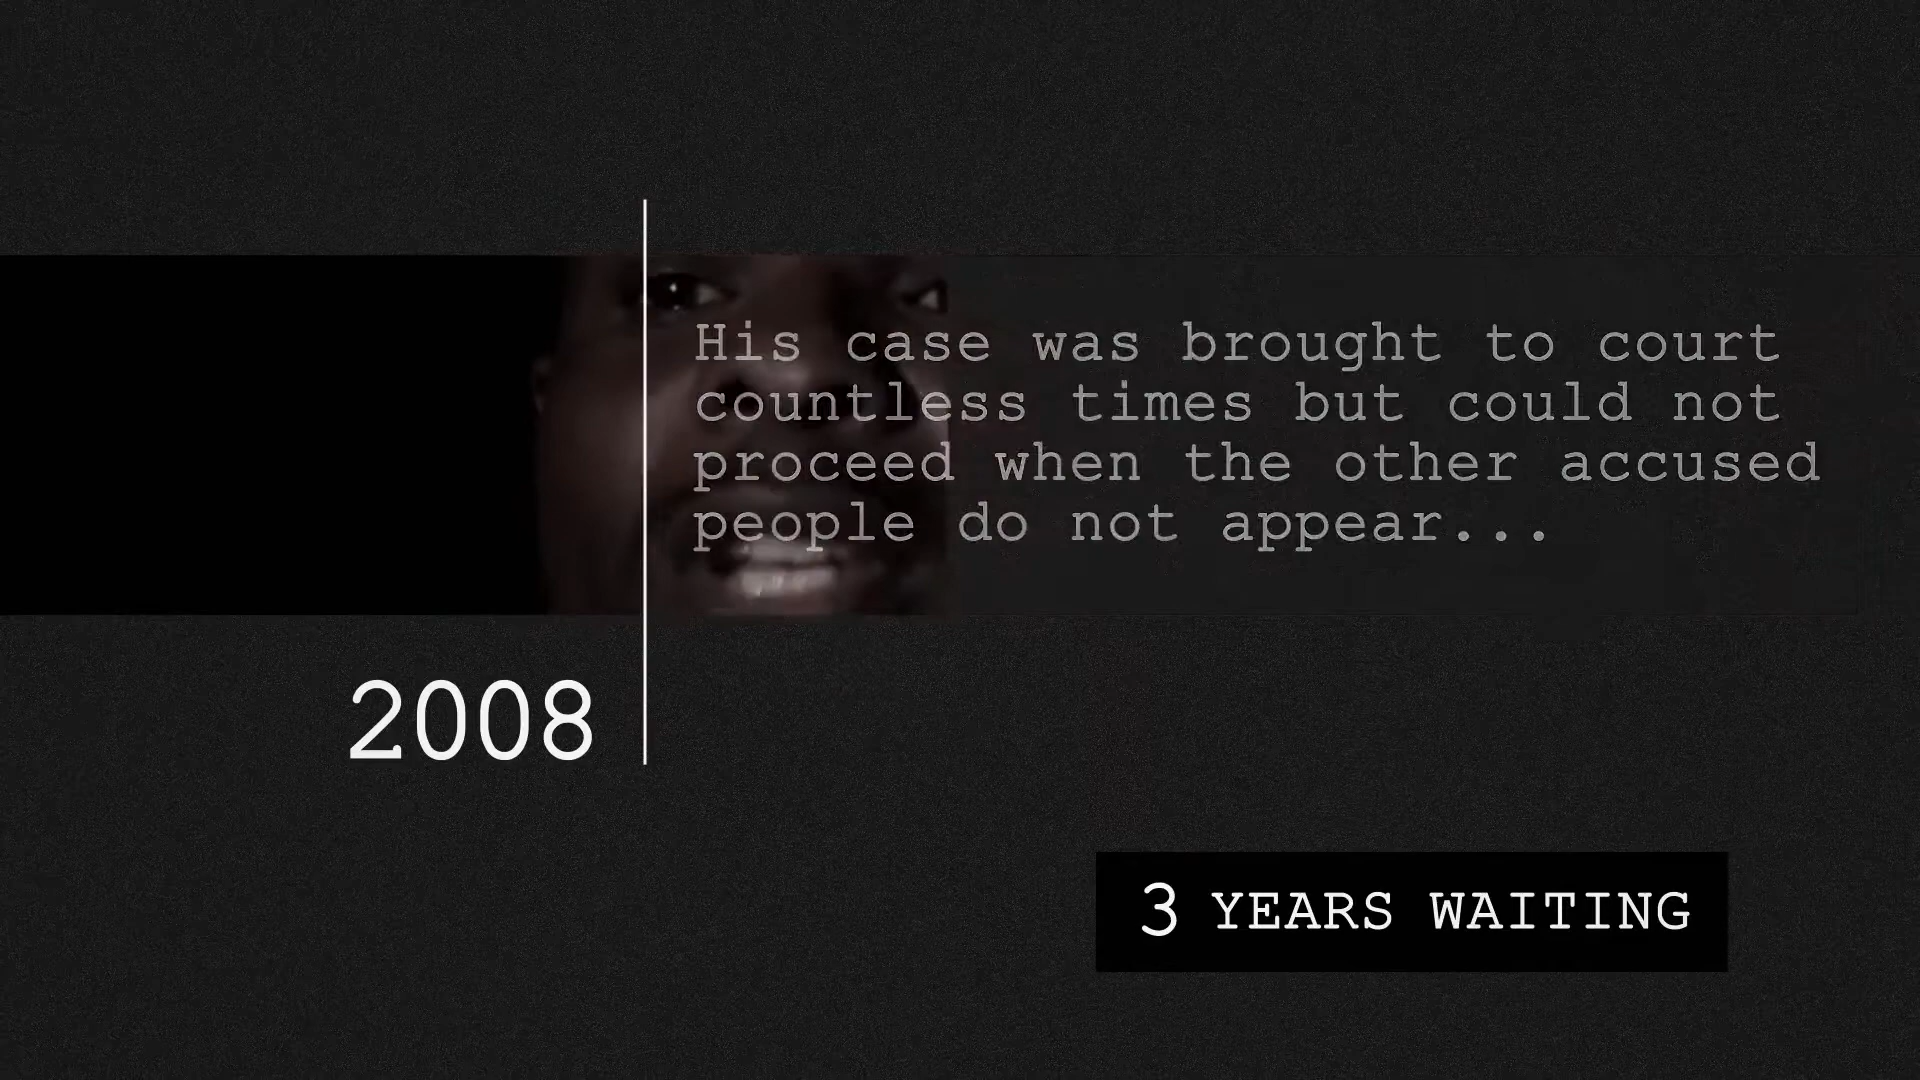 His case was brought to court
countless times but could not
proceed when the other accused
people do not appear...
2008
3 YEARS WAITING